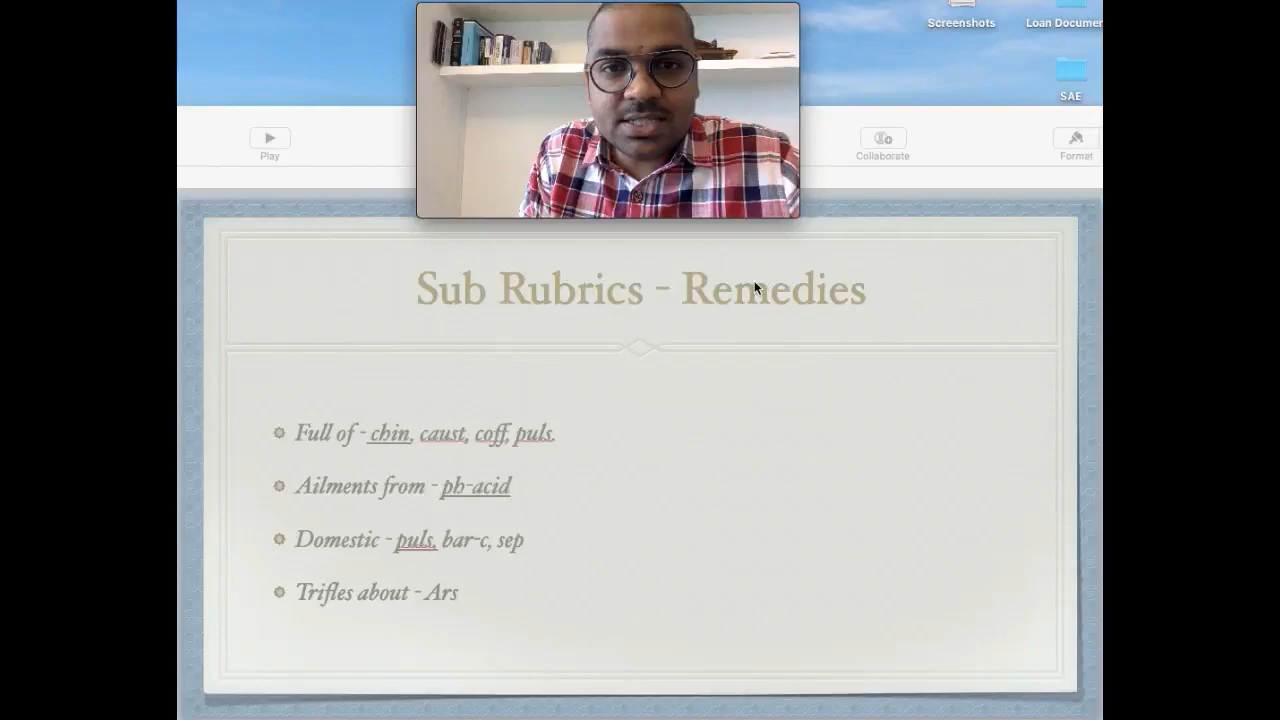 Screenshots
Loan Documen
SAE
Play
Collaborate
Format
Sub Rubrics - Remedies
Full of - chin, caust, coff, puls.
Ailments from - ph-acid
Domestic - puls, bar-c, sep
Trifles about - Ars